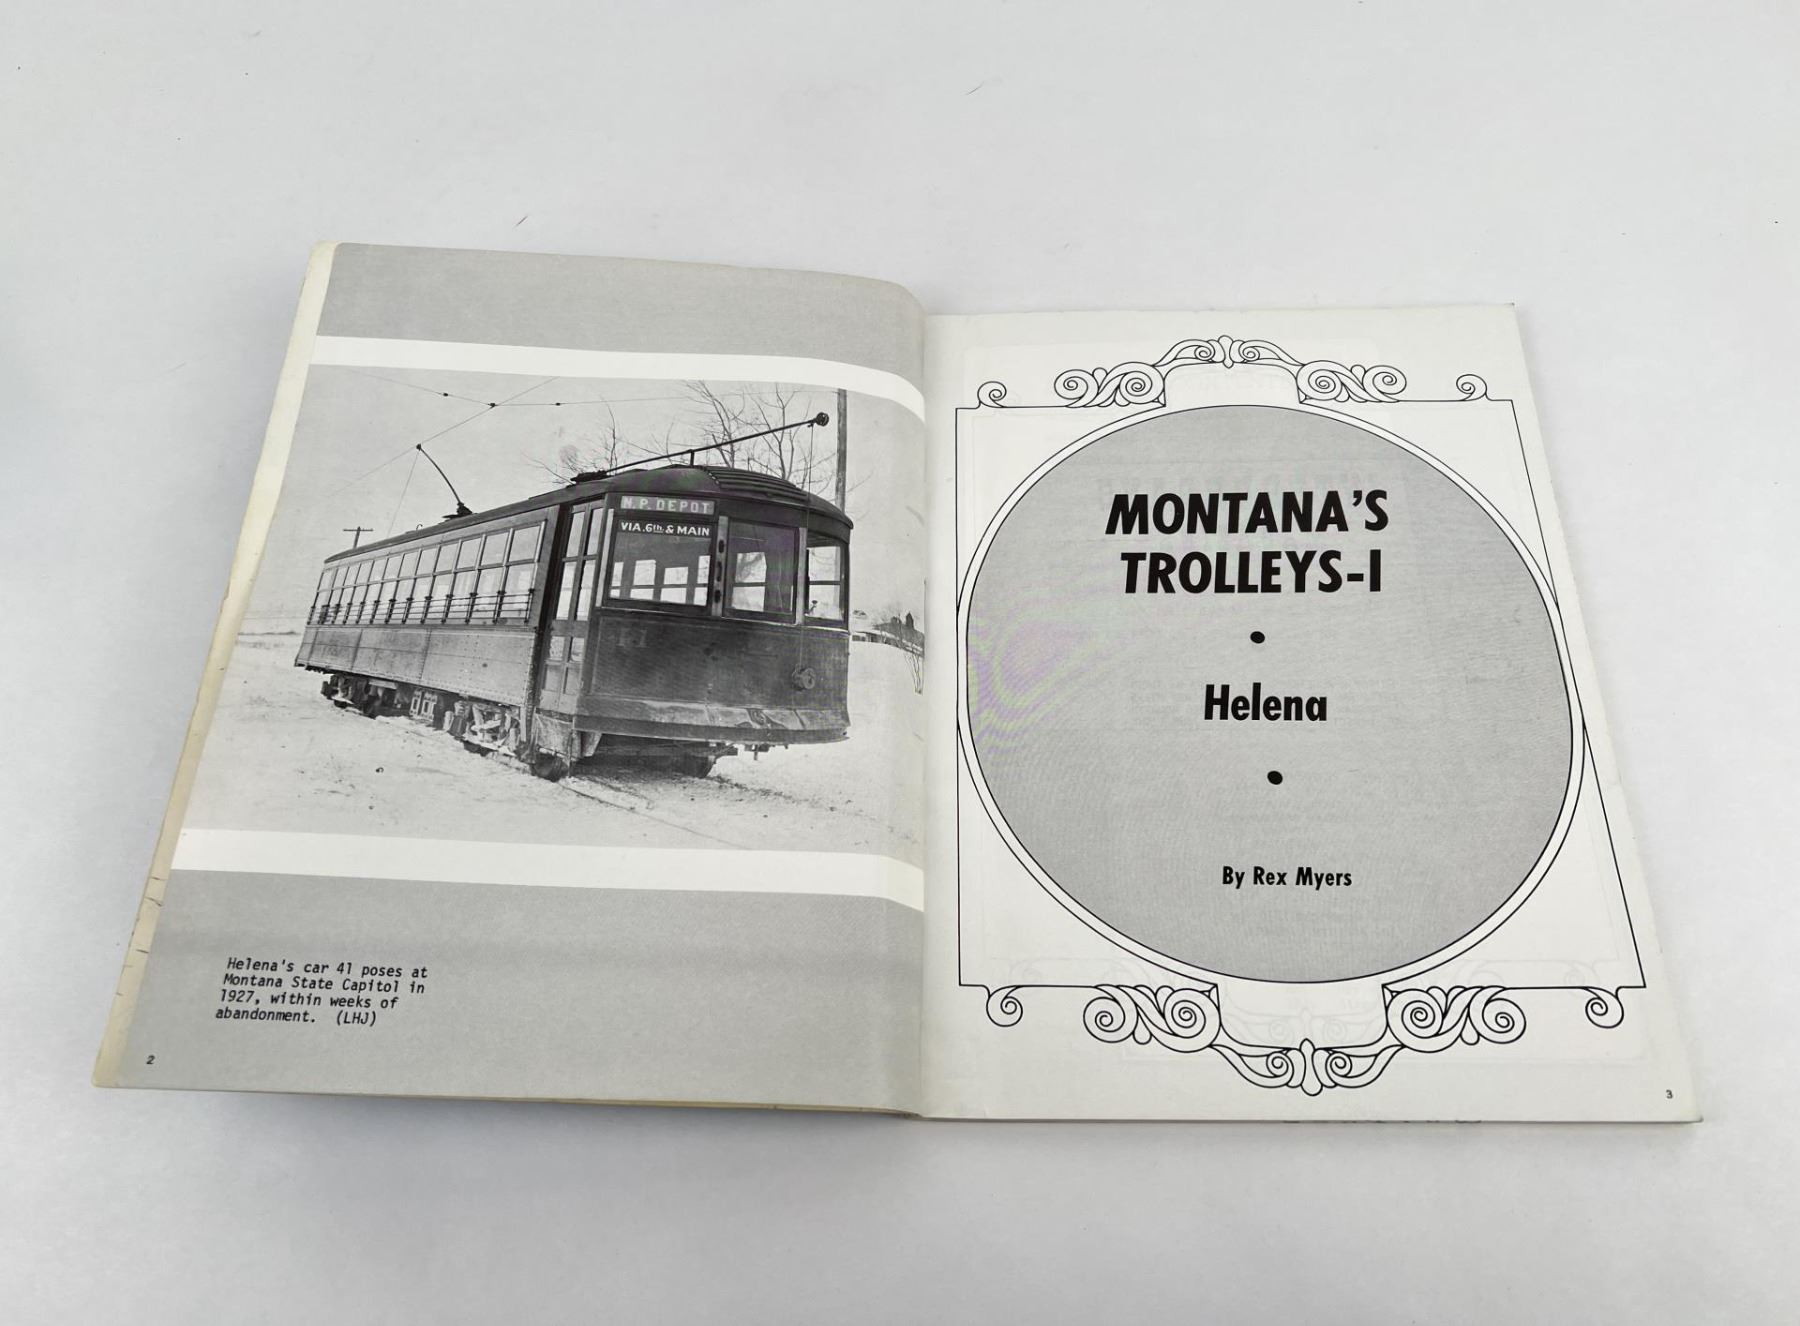 N.P. DEPOT
VIA. 6th. & MAIN
Helena's car 41 poses at
Montana State Capitol in
1927, within weeks of
abandonment. (LHJ)
2
MONTANA'S
TROLLEYS-I
•
Helena
•
By Rex Myers
3